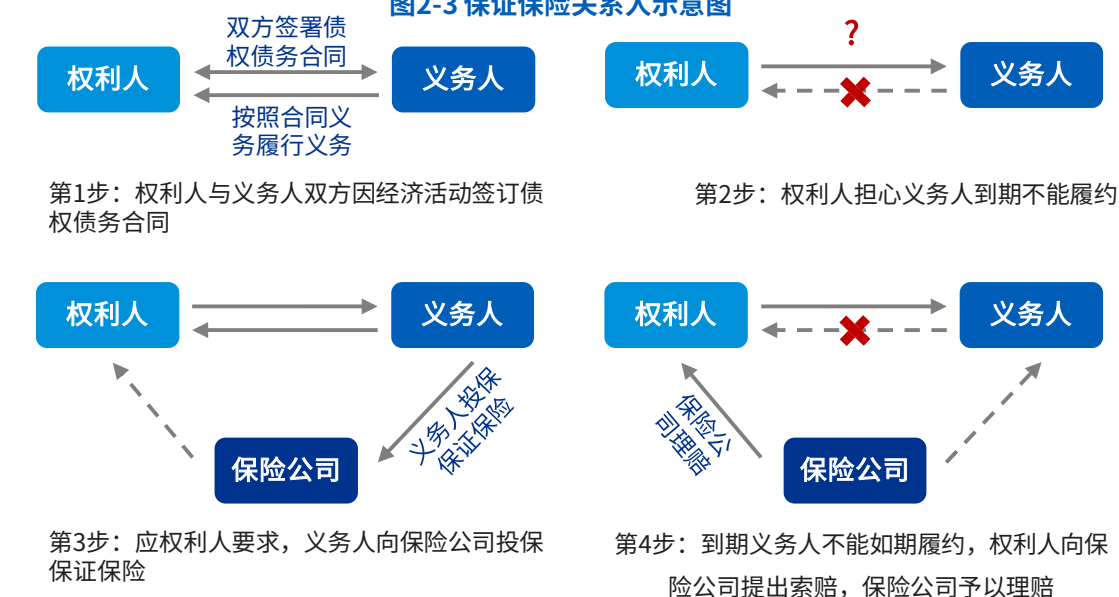 图2-3 保证保险关系人示意图
双方签署债
权债务合同
权利人
义务人
按照合同义
务履行义务
第1步：权利人与义务人双方因经济活动签订债
权债务合同
?
权利人
义务人
第2步：权利人担心义务人到期不能履约
权利人
义务人
义务人投保
保证保险
保险公司
第3步：应权利人要求，义务人向保险公司投保
保证保险
权利人
义务人
保险公
司理赔
保险公司
第4步：到期义务人不能如期履约，权利人向保
险公司提出索赔，保险公司予以理赔